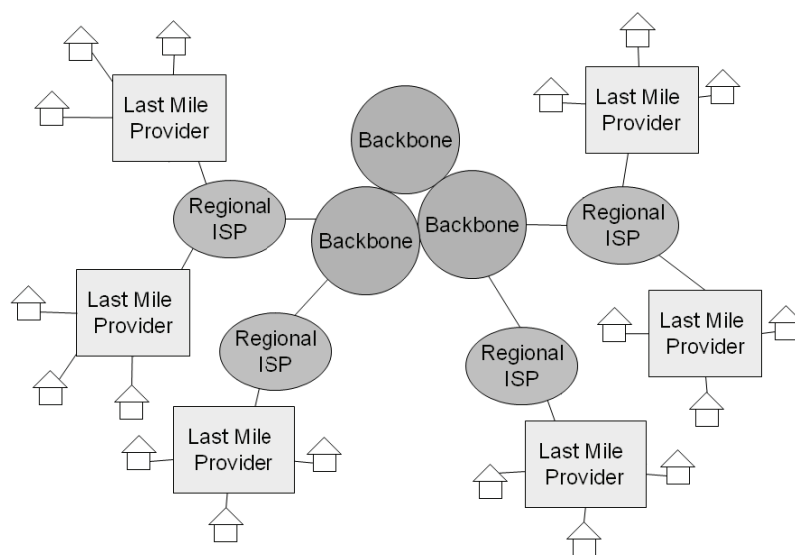 Last Mile
Provider
Last Mile
Provider
Backbone
Regional
ISP
Backbone
Backbone
Regional
ISP
Last Mile
Provider
Last Mile
Provider
Regional
ISP
Regional
ISP
Last Mile
Provider
Last Mile
Provider